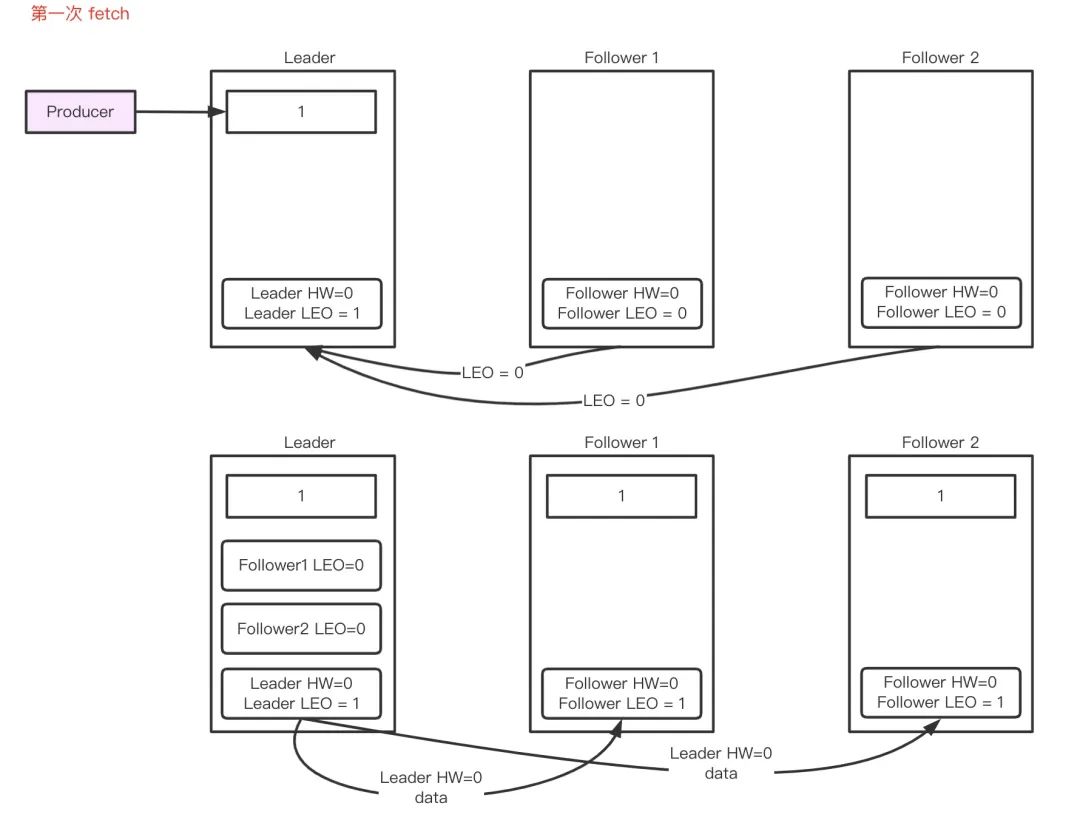 第一次 fetch
Leader
Follower 1
Follower 2
Producer
1
Leader HW=0
Leader LEO = 1
Follower HW=0
Follower LEO = 0
Follower HW=0
Follower LEO = 0
LEO = 0
LEO = 0
Leader
Follower 1
Follower 2
1
1
1
Follower1 LEO=0
Follower2 LEO=0
Leader HW=0
Leader LEO = 1
Follower HW=0
Follower LEO = 1
Follower HW=0
Follower LEO = 1
Leader HW=0
data
Leader HW=0
data